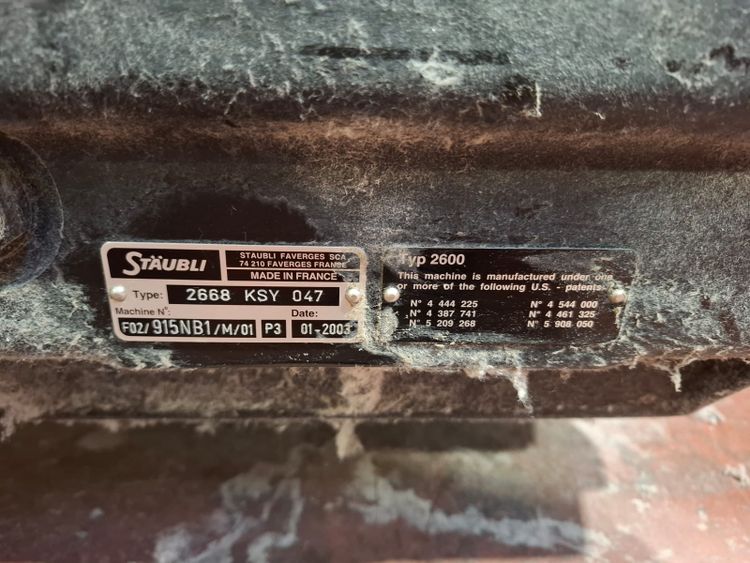 STÄUBLI
STAUBLI FAVERGES SCA
74 210 FAVERGES FRANCE
MADE IN FRANCE
Type: 2668 KSY 047
Machine N°: Date:
F02/915NB1/M/01 P3 01-2003
Typ 2600
This machine is manufactured under one
or more of the following U.S. - patents
N° 4 444 225 N° 4 544 000
N° 4 387 741 N° 4 461 325
N° 5 209 268 N° 5 908 050